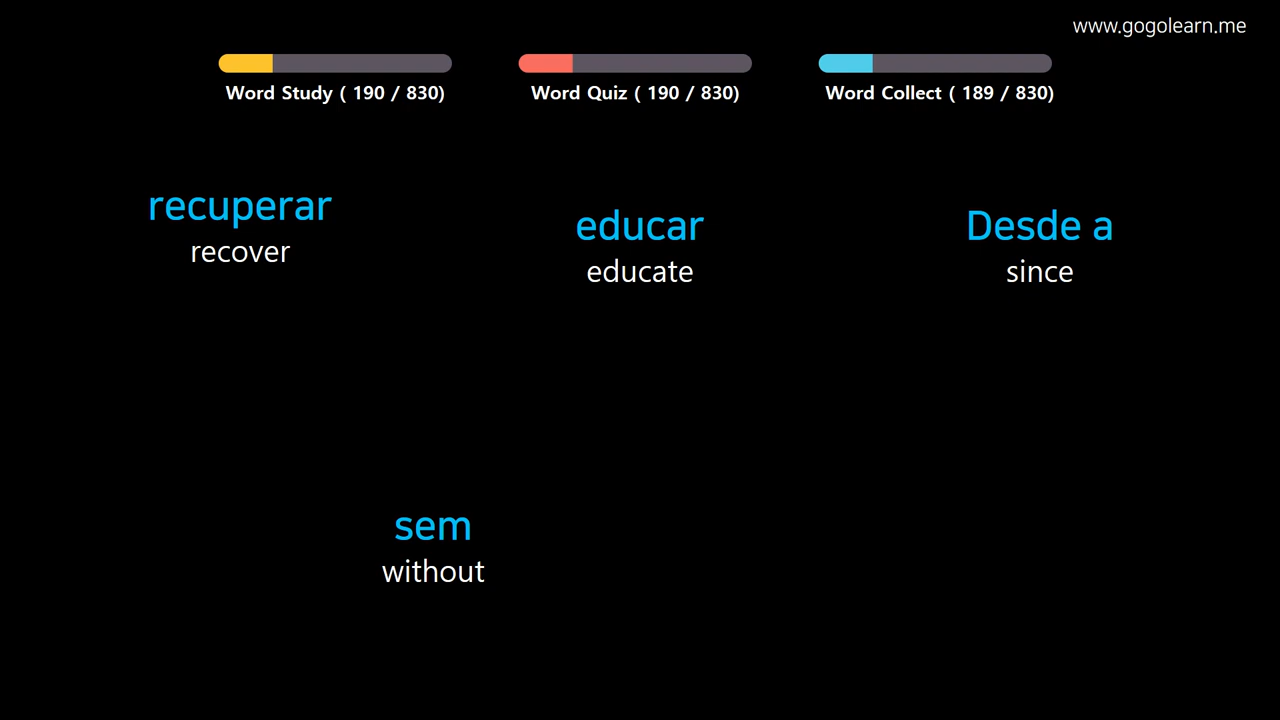 www.gogolearn.me
Word Study ( 190 / 830)
Word Quiz ( 190 / 830)
Word Collect ( 189 / 830)
recuperar
recover
educar
educate
Desde a
since
sem
without